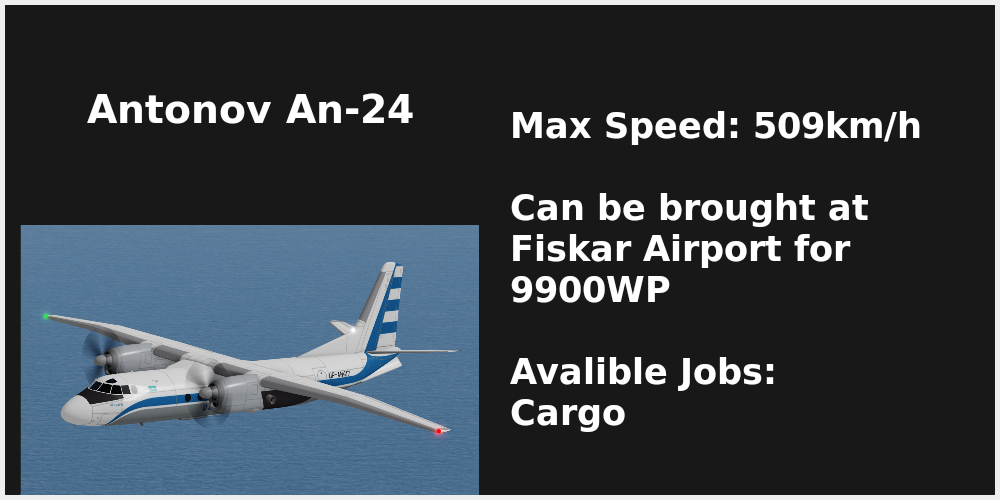 Antonov An-24
Max Speed: 509km/h
Can be brought at
Fiskar Airport for
9900WP
Avalible Jobs:
Cargo